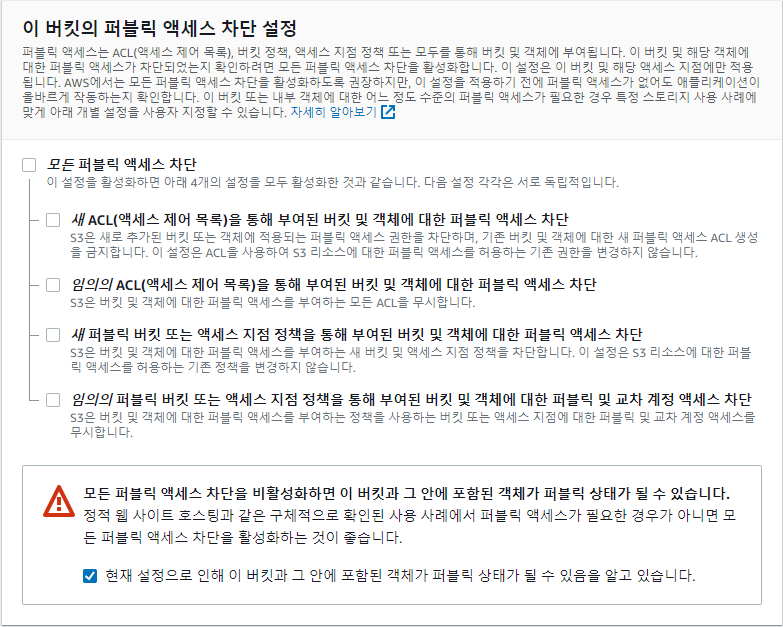 이 버킷의 퍼블릭 액세스 차단 설정
퍼블릭 액세스는 ACL(액세스 제어 목록), 버킷 정책, 액세스 지점 정책 또는 모두를 통해 버킷 및 객체에 부여됩니다. 이 버킷 및 해당 객체에
대한 퍼블릭 액세스가 차단되었는지 확인하려면 모든 퍼블릭 액세스 차단을 활성화합니다. 이 설정은 이 버킷 및 해당 액세스 지점에만 적용
됩니다. AWS에서는 모든 퍼블릭 액세스 차단을 활성화하도록 권장하지만, 이 설정을 적용하기 전에 퍼블릭 액세스가 없어도 애플리케이션이
올바르게 작동하는지 확인합니다. 이 버킷 또는 내부 객체에 대한 어느 정도 수준의 퍼블릭 액세스가 필요한 경우 특정 스토리지 사용 사례에
맞게 아래 개별 설정을 사용자 지정할 수 있습니다. 자세히 알아보기
모든 퍼블릭 액세스 차단
이 설정을 활성화하면 아래 4개의 설정을 모두 활성화한 것과 같습니다. 다음 설정 각각은 서로 독립적입니다.
새 ACL(액세스 제어 목록)을 통해 부여된 버킷 및 객체에 대한 퍼블릭 액세스 차단
S3은 새로 추가된 버킷 또는 객체에 적용되는 퍼블릭 액세스 권한을 차단하며, 기존 버킷 및 객체에 대한 새 퍼블릭 액세스 ACL 생성
을 금지합니다. 이 설정은 ACL을 사용하여 S3 리소스에 대한 퍼블릭 액세스를 허용하는 기존 권한을 변경하지 않습니다.
임의의 ACL(액세스 제어 목록)을 통해 부여된 버킷 및 객체에 대한 퍼블릭 액세스 차단
S3은 버킷 및 객체에 대한 퍼블릭 액세스를 부여하는 모든 ACL을 무시합니다.
새 퍼블릭 버킷 또는 액세스 지점 정책을 통해 부여된 버킷 및 객체에 대한 퍼블릭 액세스 차단
S3은 버킷 및 객체에 대한 퍼블릭 액세스를 부여하는 새 버킷 및 액세스 지점 정책을 차단합니다. 이 설정은 S3 리소스에 대한 퍼블
릭 액세스를 허용하는 기존 정책을 변경하지 않습니다.
임의의 퍼블릭 버킷 또는 액세스 지점 정책을 통해 부여된 버킷 및 객체에 대한 퍼블릭 및 교차 계정 액세스 차단
S3은 버킷 및 객체에 대한 퍼블릭 액세스를 부여하는 정책을 사용하는 버킷 또는 액세스 지점에 대한 퍼블릭 및 교차 계정 액세스를
무시합니다.
모든 퍼블릭 액세스 차단을 비활성화하면 이 버킷과 그 안에 포함된 객체가 퍼블릭 상태가 될 수 있습니다.
정적 웹 사이트 호스팅과 같은 구체적으로 확인된 사용 사례에서 퍼블릭 액세스가 필요한 경우가 아니면 모
든 퍼블릭 액세스 차단을 활성화하는 것이 좋습니다.
현재 설정으로 인해 이 버킷과 그 안에 포함된 객체가 퍼블릭 상태가 될 수 있음을 알고 있습니다.